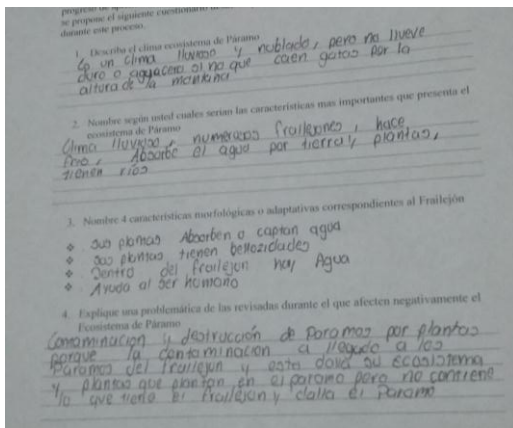 progreso de
se propone el siguiente cuestionario
durante este proceso.
1. Describa el clima ecosistema de Páramo
Es un clima lluvioso y nublado, pero no llueve
duro o aguacero si no que caen gotas por la
altura de la montaña
2. Nombre según usted cuales serían las características mas importantes que presenta el
ecosistema de Páramo
Clima lluvioso, numerosos frailejones, hace
frio, Absorbe el agua por tierra y plantas,
tienen ríos
3. Nombre 4 características morfológicas o adaptativas correspondientes al Frailejón
❖ sus plantas Absorben o captan agua
❖ sus plantas tienen bellozidades
❖ Dentro del frailejon hay Agua
❖ Ayuda al ser humano
4. Explique una problemática de las revisadas durante el que afecten negativamente el
Ecosistema de Páramo
Contaminacion y destrucción de Paramos por plantas
porque la contaminacion a llegado a los
Paramos del frailejon y esto daña su ecosistema
y plantas que plantan en el paramo pero no contiene
lo que tiene el frailejon y daña el Paramo